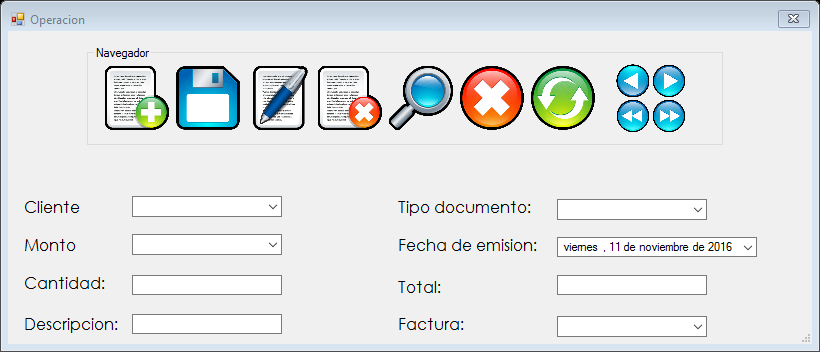 Operacion
Navegador
Cliente
Tipo documento:
Monto
Fecha de emision: viernes , 11 de noviembre de 2016
Cantidad:
Total:
Descripcion:
Factura: